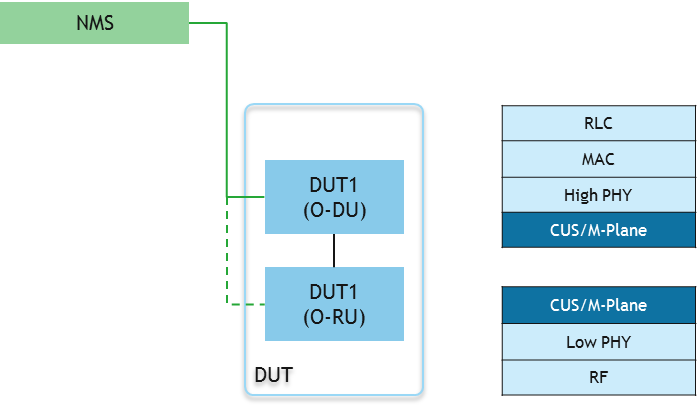 NMS
DUT1
(O-DU)
DUT1
(O-RU)
DUT
RLC
MAC
High PHY
CUS/M-Plane
CUS/M-Plane
Low PHY
RF